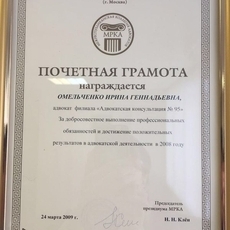 (г. Москва)
МРКА
ПОЧЕТНАЯ ГРАМОТА
награждается
ОМЕЛЬЧЕНКО ИРИНА ГЕННАДЬЕВНА,
адвокат филиала «Адвокатская консультация № 95»
За добросовестное выполнение профессиональных
обязанностей и достижение положительных
результатов в адвокатской деятельности в 2008 году
Председатель
президиума МРКА
24 марта 2009 г.
Н. Н. Клён